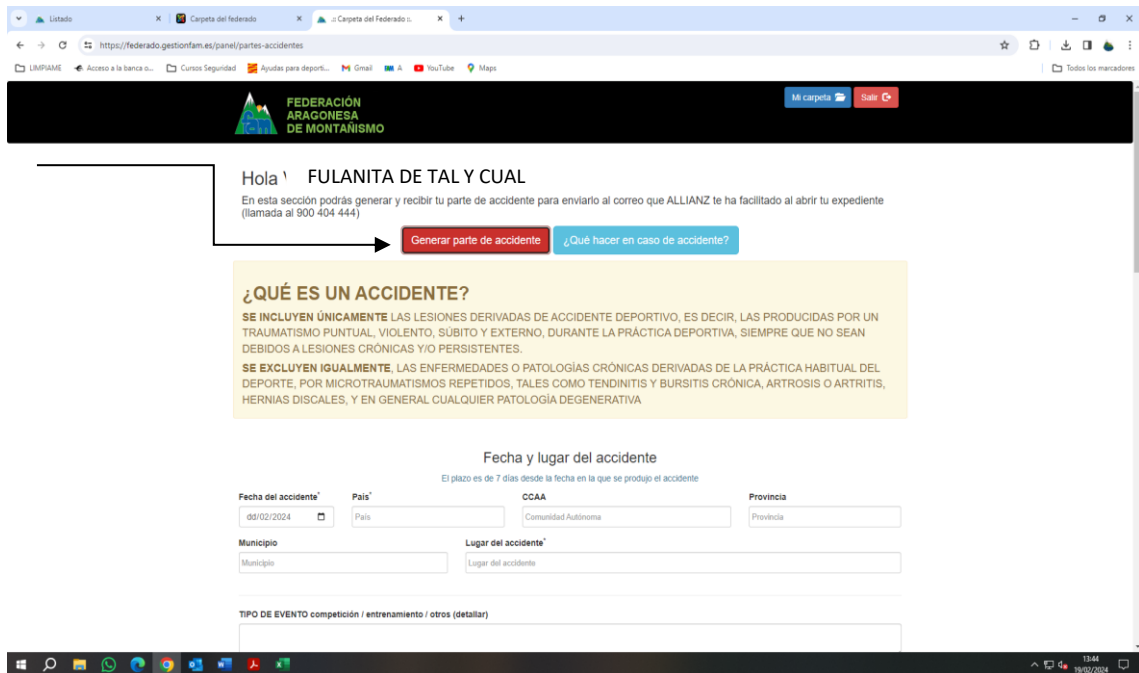 Listado
Carpeta del federado
.: Carpeta del Federado :.
https://federado.gestionfam.es/panel/partes-accidentes
LIMPIAME
Acceso a la banca o...
Cursos Seguridad
Ayudas para deporti...
Gmail
A
YouTube
Maps
Todos los marcadores
FEDERACIÓN
ARAGONESA
DE MONTAÑISMO
fam
Mi carpeta
Salir
Hola
FULANITA DE TAL Y CUAL
En esta sección podrás generar y recibir tu parte de accidente para enviarlo al correo que ALLIANZ te ha facilitado al abrir tu expediente
(llamada al 900 404 444)
Generar parte de accidente
¿Qué hacer en caso de accidente?
¿QUÉ ES UN ACCIDENTE?
SE INCLUYEN ÚNICAMENTE LAS LESIONES DERIVADAS DE ACCIDENTE DEPORTIVO, ES DECIR, LAS PRODUCIDAS POR UN
TRAUMATISMO PUNTUAL, VIOLENTO, SÚBITO Y EXTERNO, DURANTE LA PRÁCTICA DEPORTIVA, SIEMPRE QUE NO SEAN
DEBIDOS A LESIONES CRÓNICAS Y/O PERSISTENTES.
SE EXCLUYEN IGUALMENTE, LAS ENFERMEDADES O PATOLOGÍAS CRÓNICAS DERIVADAS DE LA PRÁCTICA HABITUAL DEL
DEPORTE, POR MICROTRAUMATISMOS REPETIDOS, TALES COMO TENDINITIS Y BURSITIS CRÓNICA, ARTROSIS O ARTRITIS,
HERNIAS DISCALES, Y EN GENERAL CUALQUIER PATOLOGÍA DEGENERATIVA
Fecha y lugar del accidente
El plazo es de 7 días desde la fecha en la que se produjo el accidente
Fecha del accidente*
País*
CCAA
Provincia
dd/02/2024
País
Comunidad Autónoma
Provincia
Municipio
Lugar del accidente*
Municipio
Lugar del accidente
TIPO DE EVENTO competición / entrenamiento / otros (detallar)
13:44
19/02/2024